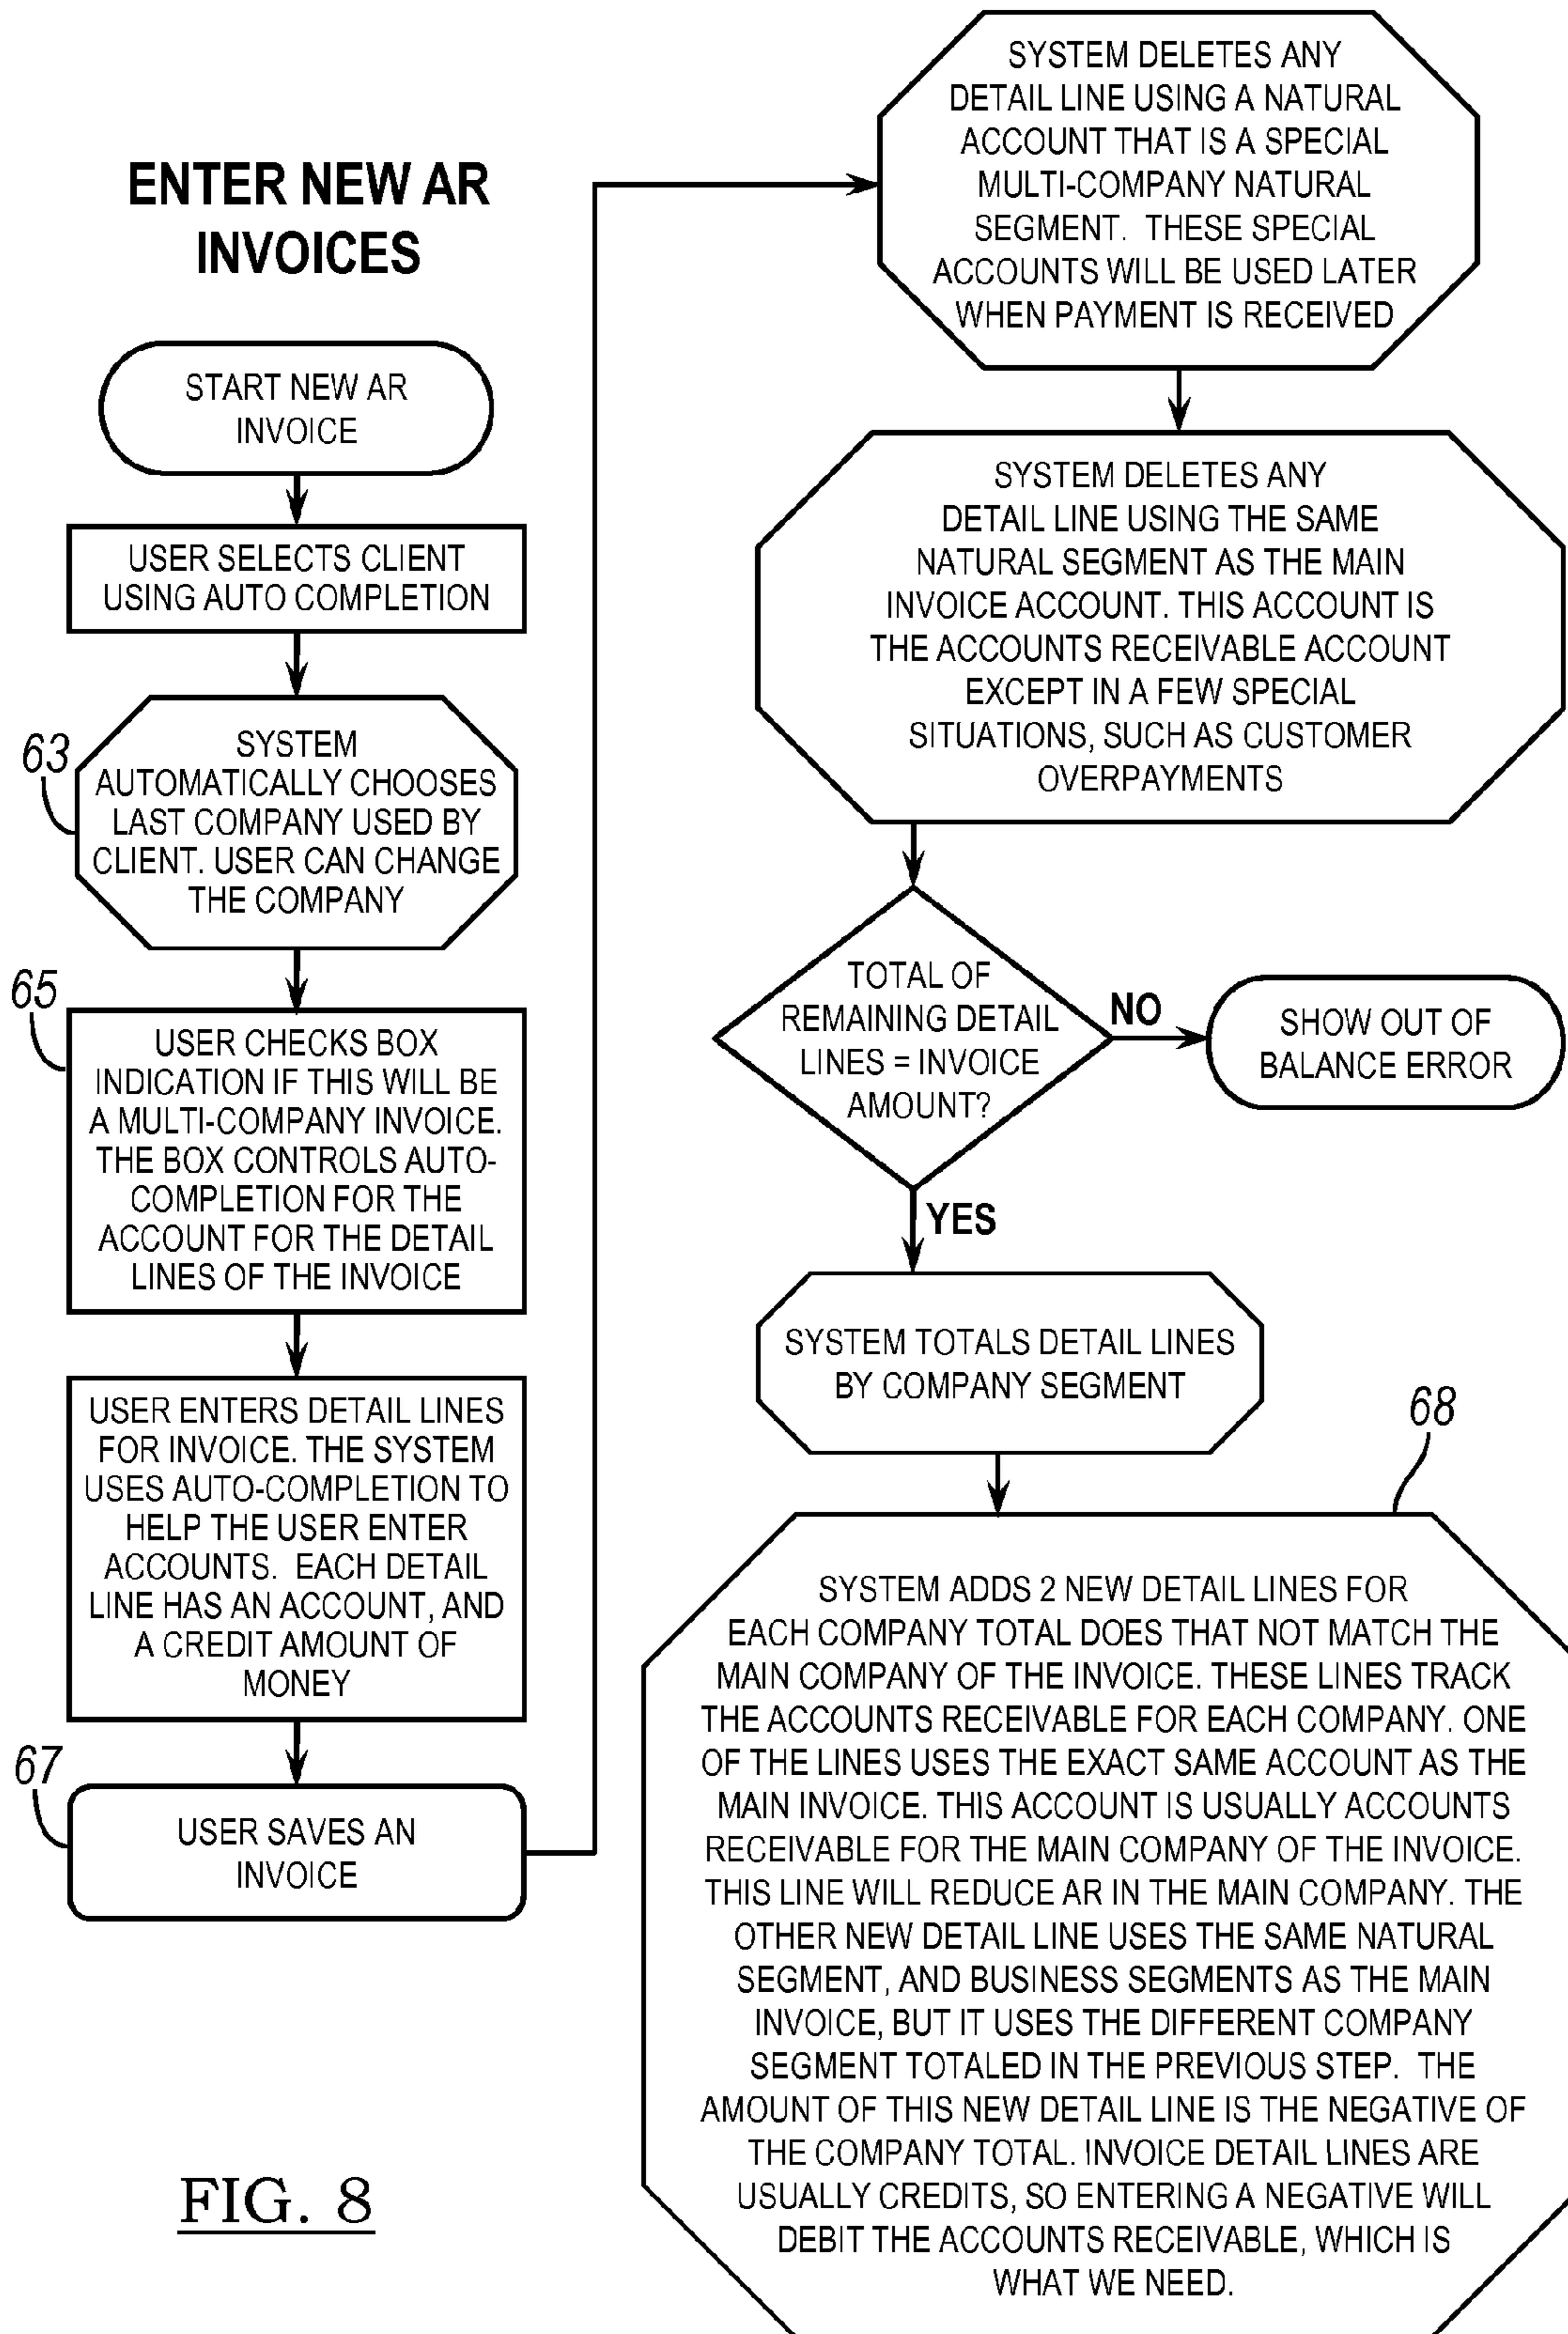 ENTER NEW AR
INVOICES
START NEW AR
INVOICE
USER SELECTS CLIENT
USING AUTO COMPLETION
63
SYSTEM
AUTOMATICALLY CHOOSES
LAST COMPANY USED BY
CLIENT. USER CAN CHANGE
THE COMPANY
65
USER CHECKS BOX
INDICATION IF THIS WILL BE
A MULTI-COMPANY INVOICE.
THE BOX CONTROLS AUTO-
COMPLETION FOR THE
ACCOUNT FOR THE DETAIL
LINES OF THE INVOICE
USER ENTERS DETAIL LINES
FOR INVOICE. THE SYSTEM
USES AUTO-COMPLETION TO
HELP THE USER ENTER
ACCOUNTS. EACH DETAIL
LINE HAS AN ACCOUNT, AND
A CREDIT AMOUNT OF
MONEY
67
USER SAVES AN
INVOICE
SYSTEM DELETES ANY
DETAIL LINE USING A NATURAL
ACCOUNT THAT IS A SPECIAL
MULTI-COMPANY NATURAL
SEGMENT. THESE SPECIAL
ACCOUNTS WILL BE USED LATER
WHEN PAYMENT IS RECEIVED
SYSTEM DELETES ANY
DETAIL LINE USING THE SAME
NATURAL SEGMENT AS THE MAIN
INVOICE ACCOUNT. THIS ACCOUNT IS
THE ACCOUNTS RECEIVABLE ACCOUNT
EXCEPT IN A FEW SPECIAL
SITUATIONS, SUCH AS CUSTOMER
OVERPAYMENTS
TOTAL OF
REMAINING DETAIL
LINES = INVOICE
AMOUNT?
NO
SHOW OUT OF
BALANCE ERROR
YES
SYSTEM TOTALS DETAIL LINES
BY COMPANY SEGMENT
68
SYSTEM ADDS 2 NEW DETAIL LINES FOR
EACH COMPANY TOTAL DOES THAT NOT MATCH THE
MAIN COMPANY OF THE INVOICE. THESE LINES TRACK
THE ACCOUNTS RECEIVABLE FOR EACH COMPANY. ONE
OF THE LINES USES THE EXACT SAME ACCOUNT AS THE
MAIN INVOICE. THIS ACCOUNT IS USUALLY ACCOUNTS
RECEIVABLE FOR THE MAIN COMPANY OF THE INVOICE.
THIS LINE WILL REDUCE AR IN THE MAIN COMPANY. THE
OTHER NEW DETAIL LINE USES THE SAME NATURAL
SEGMENT, AND BUSINESS SEGMENTS AS THE MAIN
INVOICE, BUT IT USES THE DIFFERENT COMPANY
SEGMENT TOTALED IN THE PREVIOUS STEP. THE
AMOUNT OF THIS NEW DETAIL LINE IS THE NEGATIVE OF
THE COMPANY TOTAL. INVOICE DETAIL LINES ARE
USUALLY CREDITS, SO ENTERING A NEGATIVE WILL
DEBIT THE ACCOUNTS RECEIVABLE, WHICH IS
WHAT WE NEED.
FIG. 8